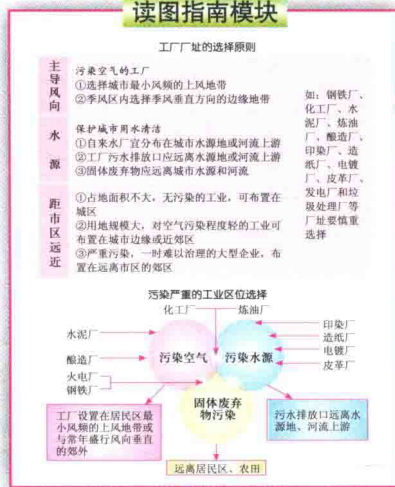 读图指南模块
工厂厂址的选择原则
主导风向
污染空气的工厂
①选择城市最小风频的上风地带
②季风区内选择季风垂直方向的边缘地带
水源
保护城市用水清洁
①自来水厂宜分布在城市水源地或河流上游
②工厂污水排放口应远离水源地或河流上游
③固体废弃物应远离城市水源和河流
距市区远近
①占地面积不大，无污染的工业，可布置在
城区
②用地规模大，对空气污染程度轻的工业可
布置在城市边缘或近郊区
③严重污染，一时难以治理的大型企业，布
置在远离市区的郊区
如：钢铁厂、
化工厂、水
泥厂、炼油
厂、酿造厂、
印染厂、造
纸厂、电镀
厂、皮革厂、
发电厂和垃
圾处理厂等
厂址要慎重
选择
污染严重的工业区位选择
化工厂 炼油厂
水泥厂
酿造厂
火电厂
钢铁厂
污染空气
污染水源
印染厂
造纸厂
电镀厂
皮革厂
固体废弃
物污染
工厂设置在居民区最
小风频的上风地带或
与常年盛行风向垂直
的郊外
污水排放口远离水
源地、河流上游
远离居民区、农田